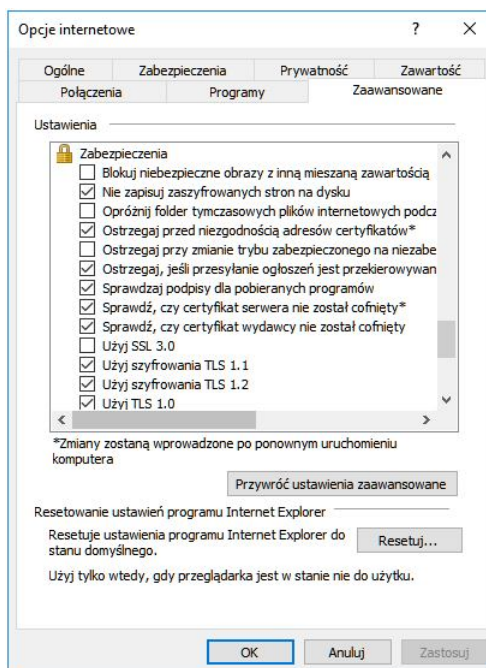 Opcje internetowe
Ogólne Zabezpieczenia Prywatność Zawartość
Połączenia Programy Zaawansowane
Ustawienia
Zabezpieczenia
Blokuj niebezpieczne obrazy z inną mieszaną zawartością
Nie zapisuj zaszyfrowanych stron na dysku
Opróżnij folder tymczasowych plików internetowych podcz
Ostrzegaj przed niezgodnością adresów certyfikatów*
Ostrzegaj przy zmianie trybu zabezpieczonego na niezabe
Ostrzegaj, jeśli przesyłanie ogłoszeń jest przekierowywan
Sprawdzaj podpisy dla pobieranych programów
Sprawdź, czy certyfikat serwera nie został cofnięty*
Sprawdź, czy certyfikat wydawcy nie został cofnięty
Użyj SSL 3.0
Użyj szyfrowania TLS 1.1
Użyj szyfrowania TLS 1.2
Użyj TLS 1.0
*Zmiany zostaną wprowadzone po ponownym uruchomieniu
komputera
Przywróć ustawienia zaawansowane
Resetowanie ustawień programu Internet Explorer
Resetuje ustawienia programu Internet Explorer do
stanu domyślnego.
Resetuj...
Użyj tylko wtedy, gdy przeglądarka jest w stanie nie do użytku.
OK Anuluj Zastosuj